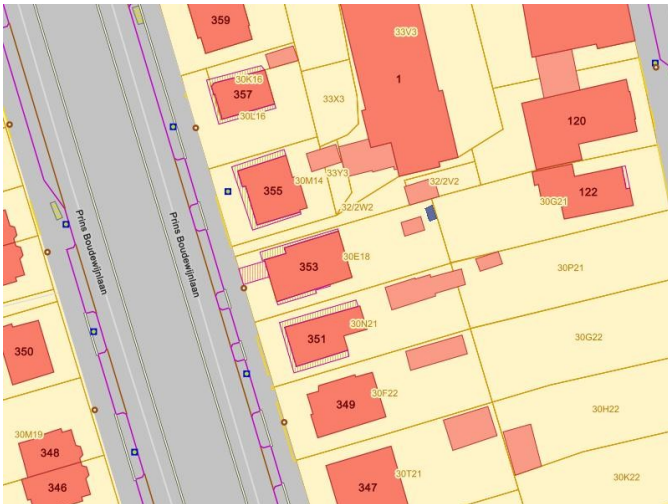 359
33V3
30K16
357
1
33X3
30L16
120
33Y3
30M14
32/2V2
355
122
30G21
32/2W2
Prins Boudewijnlaan
Prins Boudewijnlaan
30E18
353
30P21
30N21
351
30G22
350
30F22
349
30H22
30M19
348
30T21
30K22
346
347